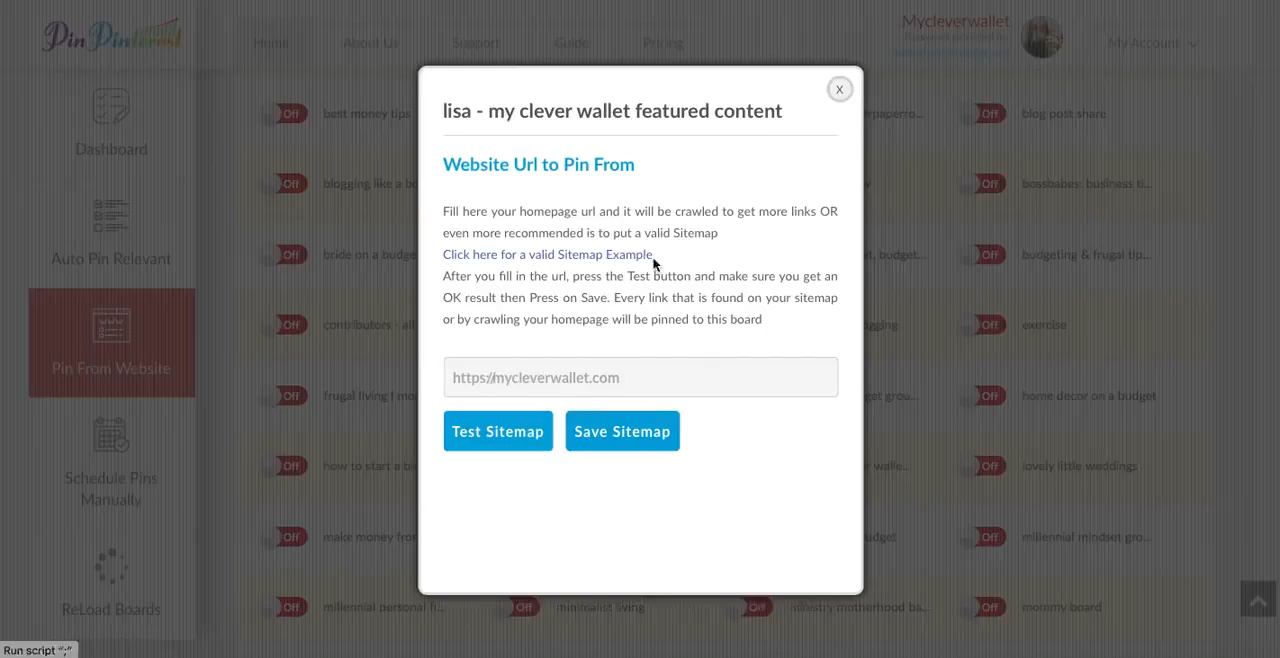 PinPinterest
Home
About Us
Support
Guide
Pricing
Mycleverwallet
My Account
Dashboard
Auto Pin Relevant
Pin From Website
Schedule Pins
Manually
ReLoad Boards
X
lisa - my clever wallet featured content
Website Url to Pin From
Fill here your homepage url and it will be crawled to get more links OR
even more recommended is to put a valid Sitemap
Click here for a valid Sitemap Example
After you fill in the url, press the Test button and make sure you get an
OK result then Press on Save. Every link that is found on your sitemap
or by crawling your homepage will be pinned to this board
https://mycleverwallet.com
Test Sitemap
Save Sitemap
Off best money tips
Off blog post share
Off blogging like a bo
Off bossbabes: business ti...
Off bride on a budge
t, budget...
Off budgeting & frugal tip...
Off contributors - all
gging
Off exercise
Off frugal living I mo
get grou...
Off home decor on a budget
Off how to start a bl
r walle...
Off lovely little weddings
Off make money fro
udget
Off millennial mindset gro...
Off millennial personal fi...
Off minimalist living
Off ministry motherhood ba...
Off mommy board
Run script ";"